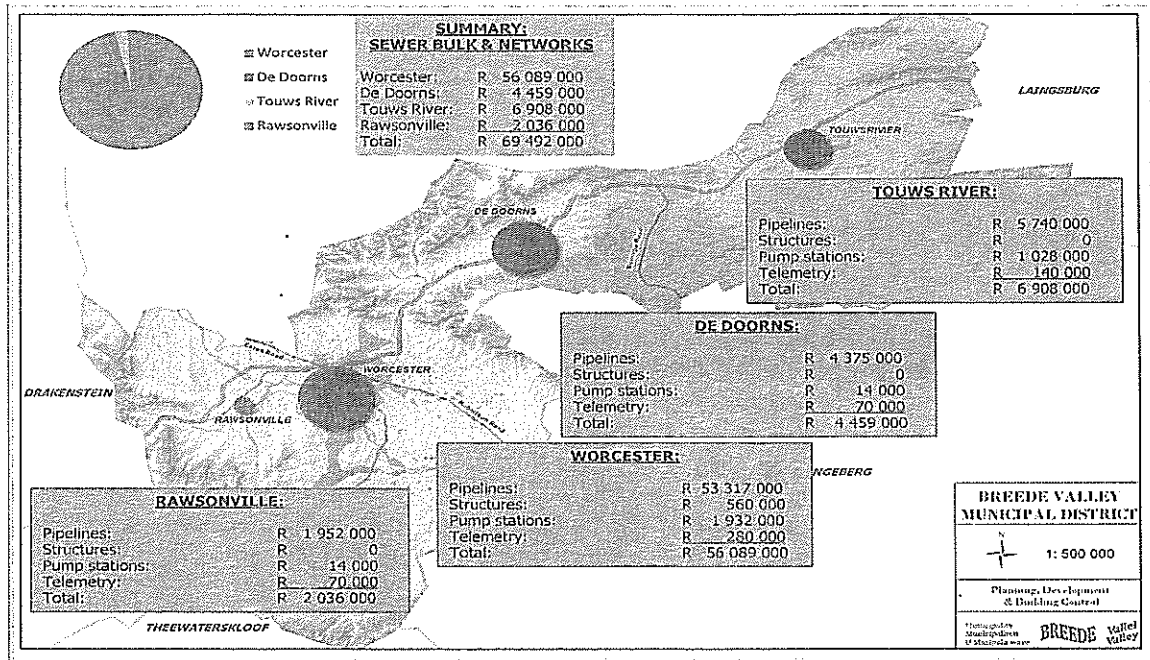 Worcester
De Doorns
Touws River
Rawsonville
SUMMARY:
SEWER BULK & NETWORKS
Worcester: R 56 089 000
De Doorns: R 4 459 000
Touws River: R 6 908 000
Rawsonville: R 2 036 000
Total: R 69 492 000
LAINGSBURG
TOUWSRIVIER
TOUWS RIVER:
Pipelines: R 5 740 000
Structures: R 0
Pump stations: R 1 028 000
Telemetry: R 140 000
Total: R 6 908 000
DE DOORNS
DE DOORNS:
Pipelines: R 4 375 000
Structures: R 0
Pump stations: R 14 000
Telemetry: R 70 000
Total: R 4 459 000
WORCESTER
DRAKENSTEIN
RAWSONVILLE
WORCESTER:
Pipelines: R 53 317 000
Structures: R 560 000
Pump stations: R 1 932 000
Telemetry: R 280 000
Total: R 56 089 000
NGEBERG
RAWSONVILLE:
Pipelines: R 1 952 000
Structures: R 0
Pump stations: R 14 000
Telemetry: R 70 000
Total: R 2 036 000
THEEWATERSKLOOF
BREEDE VALLEY
MUNICIPAL DISTRICT
N
1: 500 000
Planning, Development
& Building Control
BREEDE
Vallei
Valley